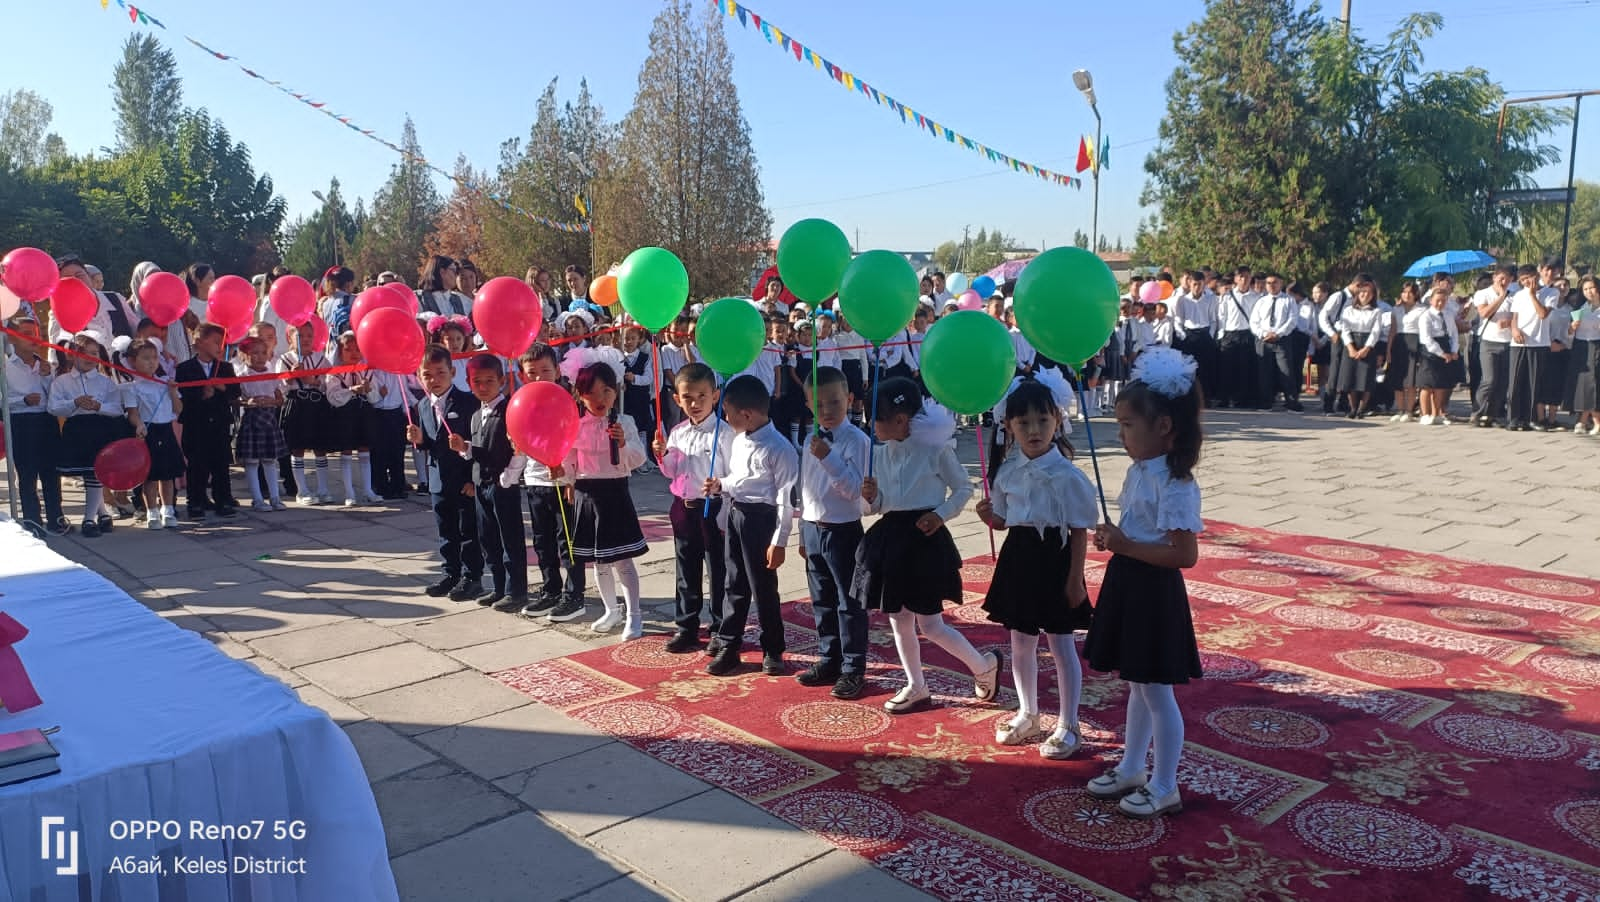 OPPO Reno7 5G
Абай, Keles District